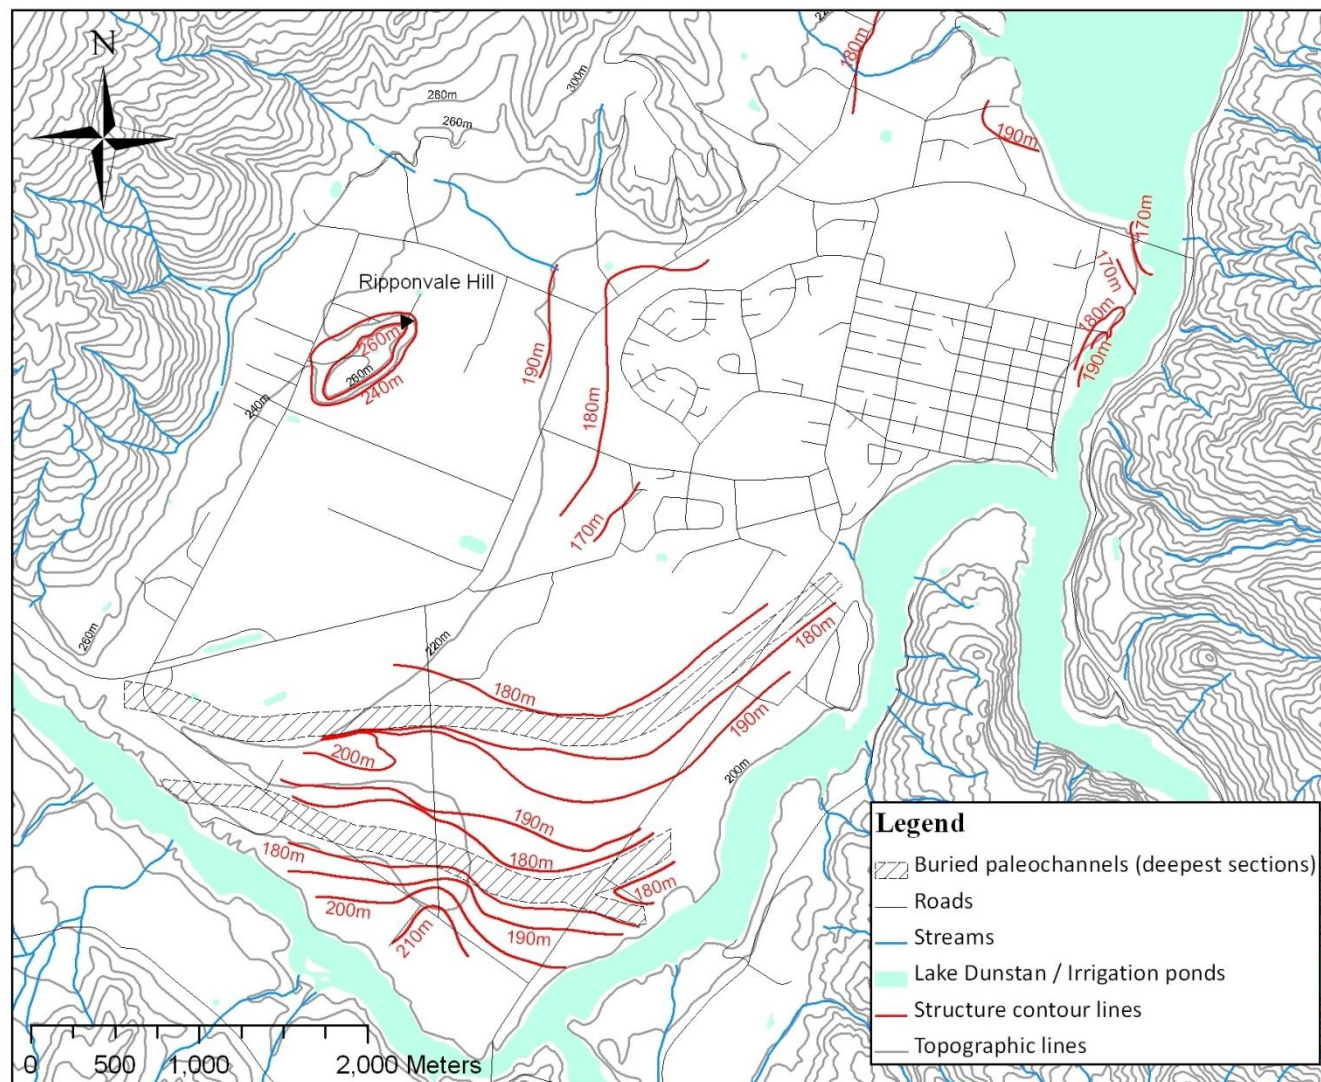 N
22
180m
300m
280m
260m
190m
170m
Ripponvale Hill
170m
260m
190m
180m
260m
240m
190m
240m
180m
170m
260m
220m
180m
180m
190m
200m
200m
190m
180m
180m
180m
200m
210m
190m
0 500 1,000 2,000 Meters
Legend
Buried paleochannels (deepest sections)
Roads
Streams
Lake Dunstan / Irrigation ponds
Structure contour lines
Topographic lines